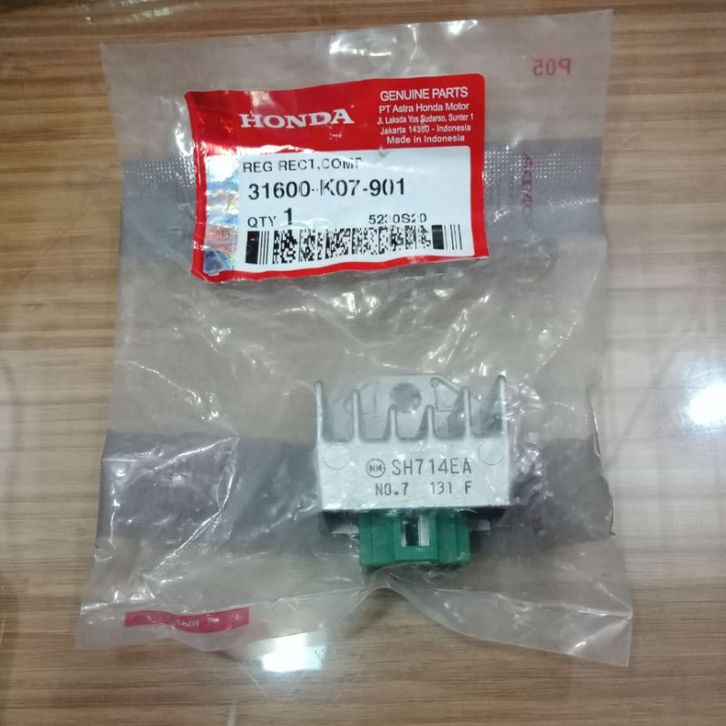 P05
HONDA
GENUINE PARTS
PT Astra Honda Motor
Jl. Laksda Yos Sudarso, Sunter 1
Jakarta 14350 - Indonesia
Made in Indonesia
REG RECT,COMP
31600-K07-901
QTY 1
SH714EA
NO.7 131 F